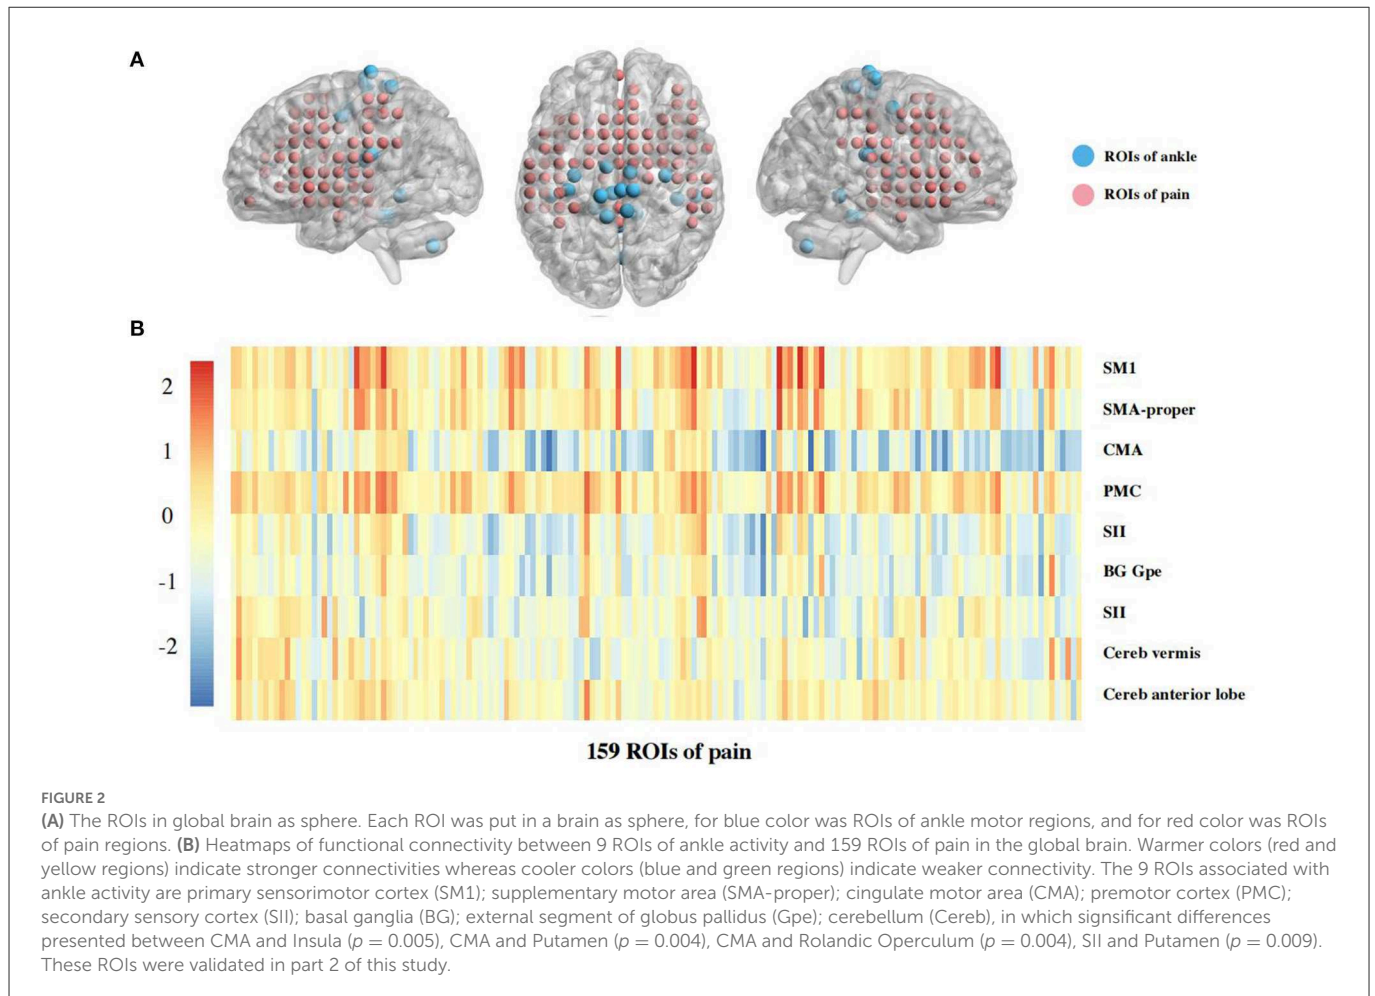 A
ROIs of ankle
ROIs of pain
B
2
1
0
-1
-2
SM1
SMA-proper
CMA
PMC
SII
BG Gpe
SII
Cereb vermis
Cereb anterior lobe
159 ROIs of pain
FIGURE 2
(A) The ROIs in global brain as sphere. Each ROI was put in a brain as sphere, for blue color was ROIs of ankle motor regions, and for red color was ROIs
of pain regions. (B) Heatmaps of functional connectivity between 9 ROIs of ankle activity and 159 ROIs of pain in the global brain. Warmer colors (red and
yellow regions) indicate stronger connectivities whereas cooler colors (blue and green regions) indicate weaker connectivity. The 9 ROIs associated with
ankle activity are primary sensorimotor cortex (SM1); supplementary motor area (SMA-proper); cingulate motor area (CMA); premotor cortex (PMC);
secondary sensory cortex (SII); basal ganglia (BG); external segment of globus pallidus (Gpe); cerebellum (Cereb), in which signsificant differences
presented between CMA and Insula (p = 0.005), CMA and Putamen (p = 0.004), CMA and Rolandic Operculum (p = 0.004), SII and Putamen (p = 0.009).
These ROIs were validated in part 2 of this study.